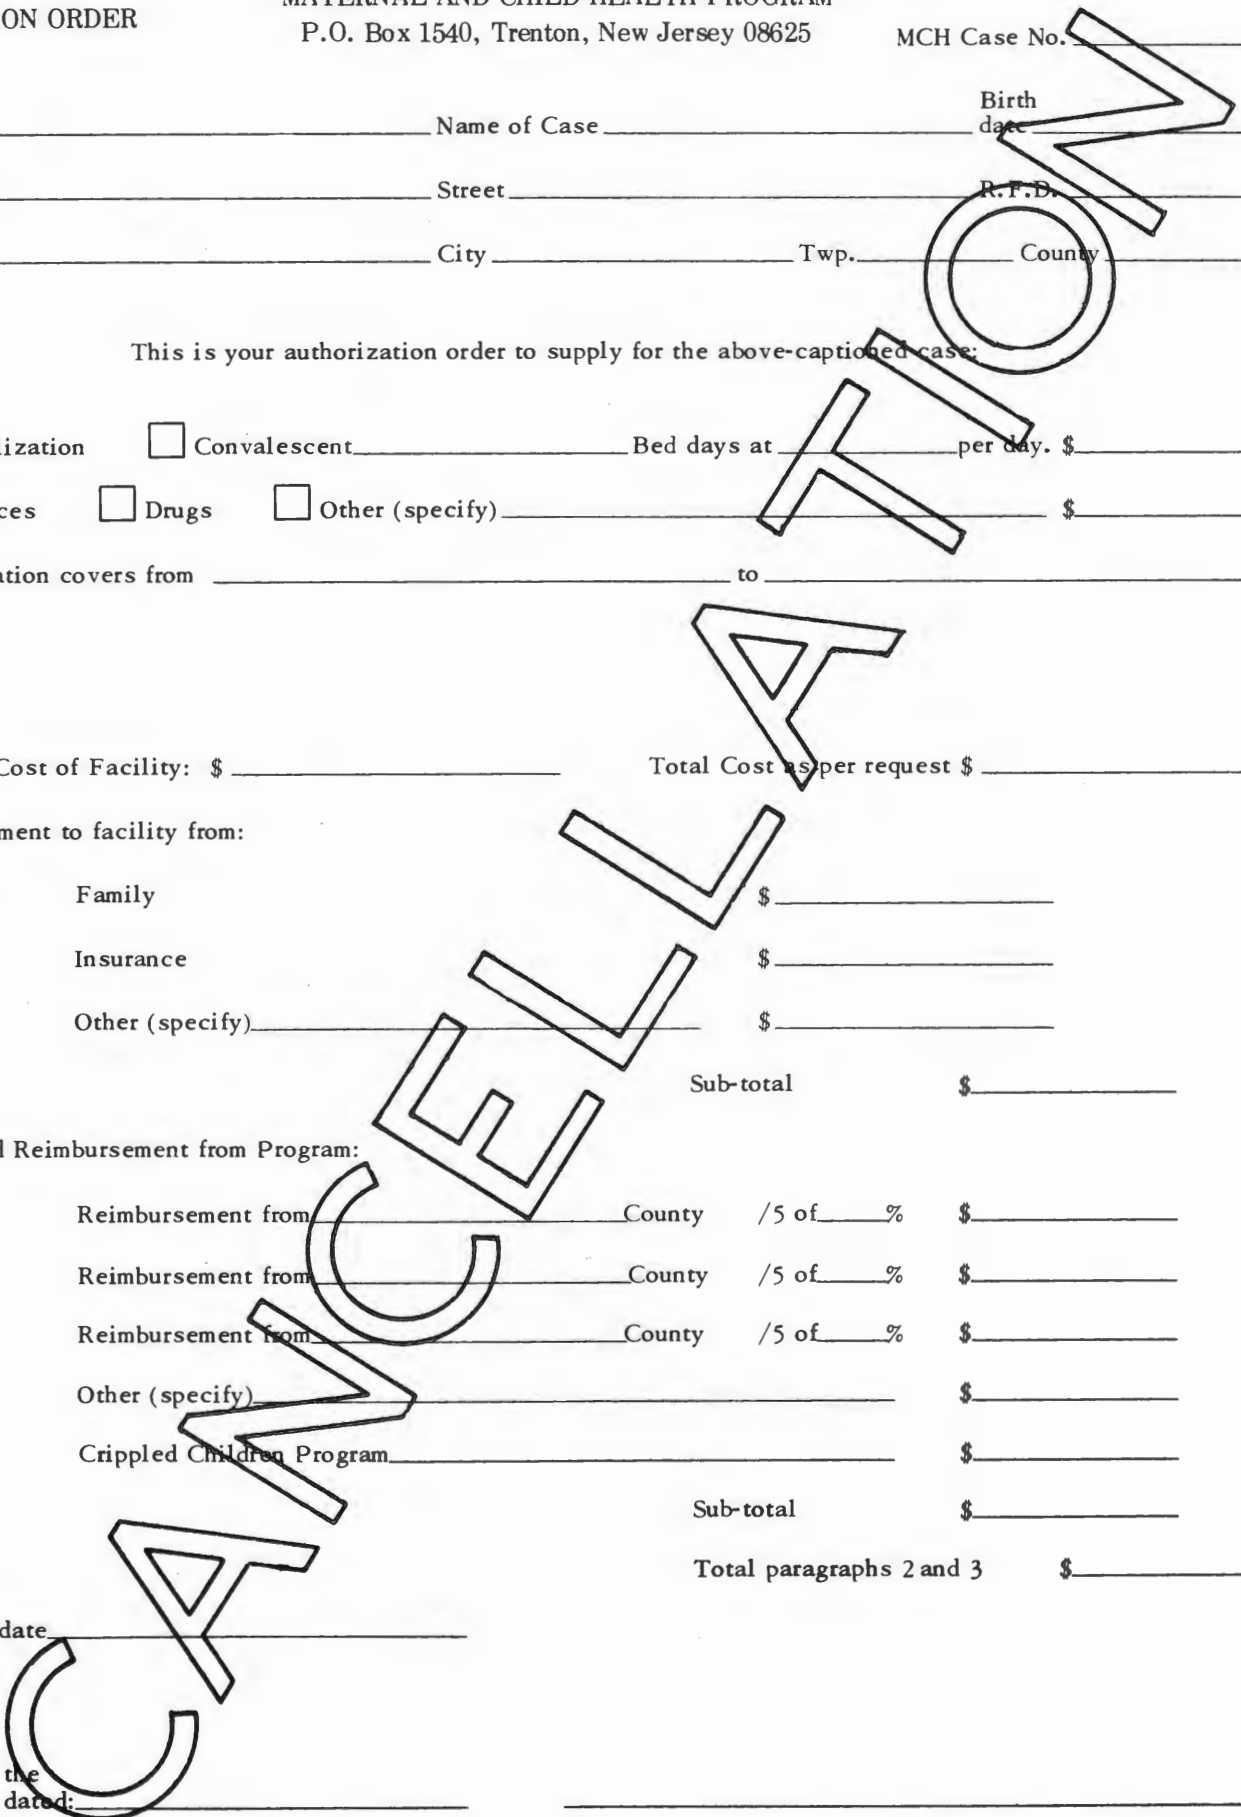 MATERNAL AND CHILD HEALTH PROGRAM
ON ORDER
P.O. Box 1540, Trenton, New Jersey 08625
MCH Case No.
Name of Case
Birth
date
Street
R.F.D.
City Twp. County
This is your authorization order to supply for the above-captioned case:
lization Convalescent Bed days at per day. $
ces Drugs Other (specify) $
ation covers from to
Cost of Facility: $ Total Cost as per request $
ment to facility from:
Family $
Insurance $
Other (specify) $
Sub-total $
l Reimbursement from Program:
Reimbursement from County /5 of % $
Reimbursement from County /5 of % $
Reimbursement from County /5 of % $
Other (specify) $
Crippled Children Program $
Sub-total $
Total paragraphs 2 and 3 $
date
the
dated:
CANCELLATION